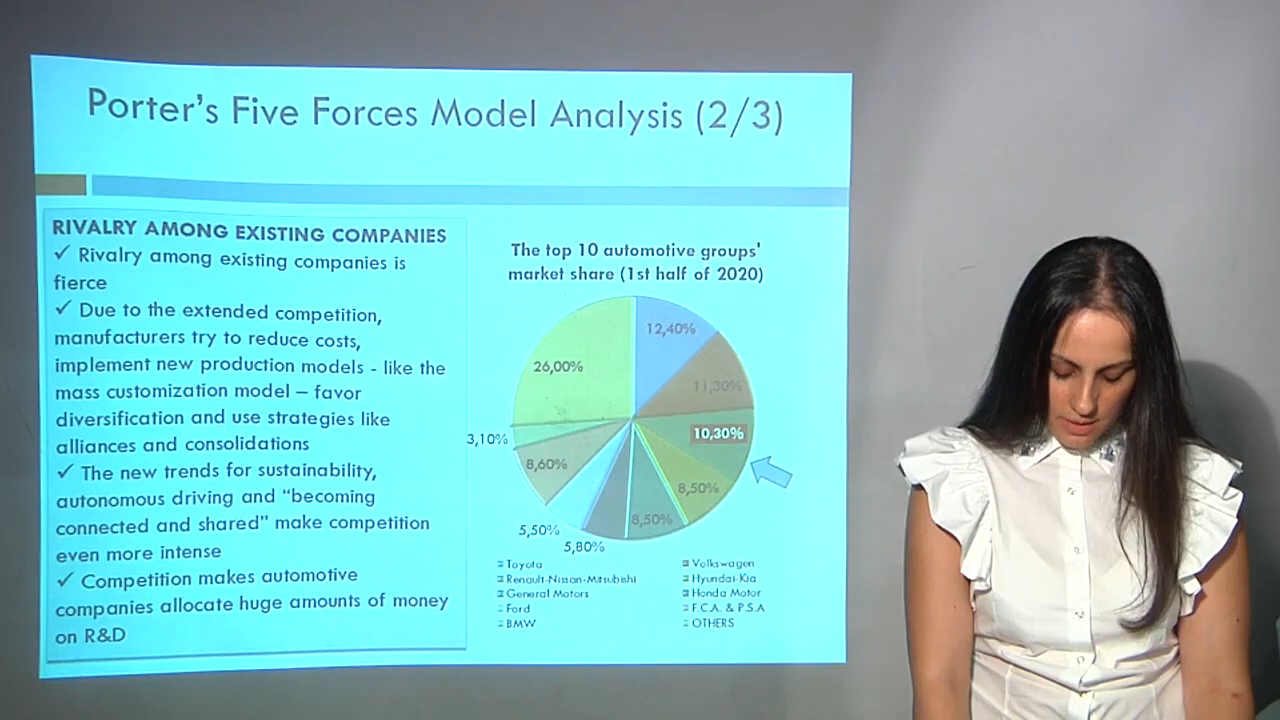 Porter's Five Forces Model Analysis (2/3)
RIVALRY AMONG EXISTING COMPANIES
✓ Rivalry among existing companies is
fierce
✓ Due to the extended competition,
manufacturers try to reduce costs,
implement new production models - like the
mass customization model – favor
diversification and use strategies like
alliances and consolidations
✓ The new trends for sustainability,
autonomous driving and “becoming
connected and shared” make competition
even more intense
✓ Competition makes automotive
companies allocate huge amounts of money
on R&D
The top 10 automotive groups'
market share (1st half of 2020)
12,40%
11,30%
10,30%
8,50%
8,50%
5,80%
5,50%
8,60%
3,10%
26,00%
Toyota
Volkswagen
Renault-Nissan-Mitsubishi
Hyundai-Kia
General Motors
Honda Motor
Ford
F.C.A. & P.S.A
BMW
OTHERS